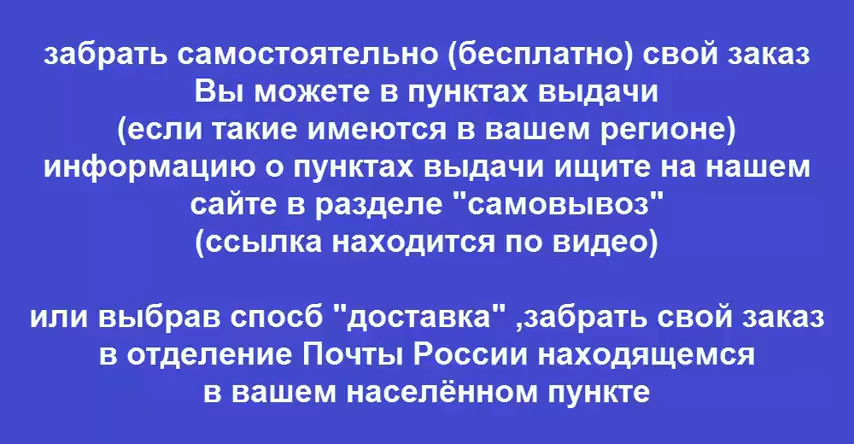 забрать самостоятельно (бесплатно) свой заказ
Вы можете в пунктах выдачи
(если такие имеются в вашем регионе)
информацию о пунктах выдачи ищите на нашем
сайте в разделе "самовывоз"
(ссылка находится по видео)
или выбрав спосб "доставка" ,забрать свой заказ
в отделение Почты России находящемся
в вашем населённом пункте